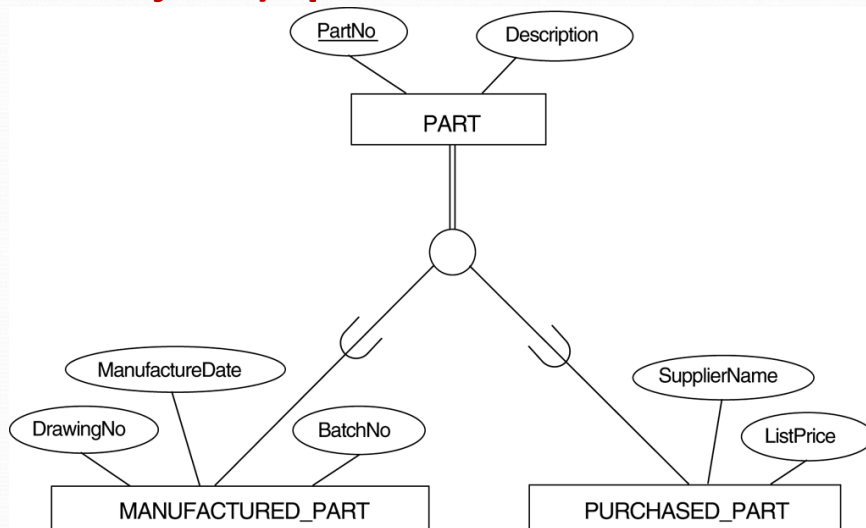 PartNo
Description
PART
ManufactureDate
SupplierName
DrawingNo
BatchNo
ListPrice
MANUFACTURED_PART
PURCHASED_PART